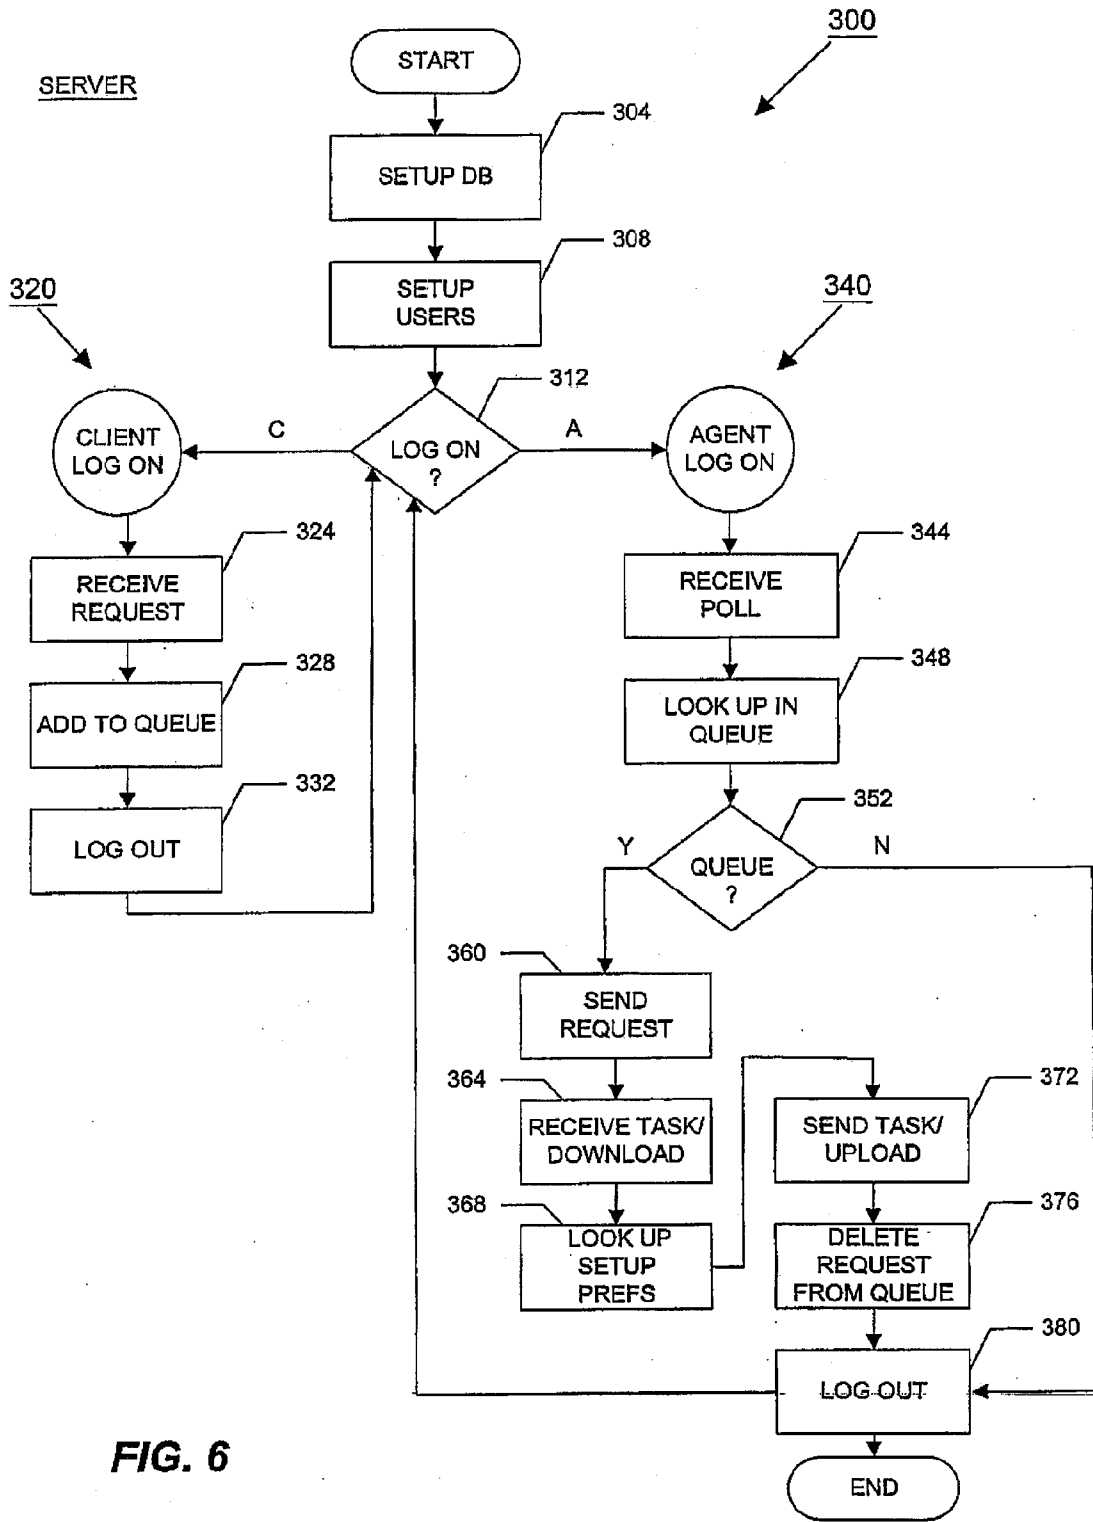 300
START
SERVER
304
SETUP DB
308
SETUP
USERS
320
340
312
CLIENT
LOG ON
C
LOG ON
?
A
AGENT
LOG ON
324
RECEIVE
REQUEST
344
RECEIVE
POLL
328
ADD TO QUEUE
348
LOOK UP IN
QUEUE
332
LOG OUT
352
Y
QUEUE
?
N
360
SEND
REQUEST
364
RECEIVE TASK/
DOWNLOAD
372
SEND TASK/
UPLOAD
368
LOOK UP
SETUP
PREFS
376
DELETE
REQUEST
FROM QUEUE
380
LOG OUT
FIG. 6
END